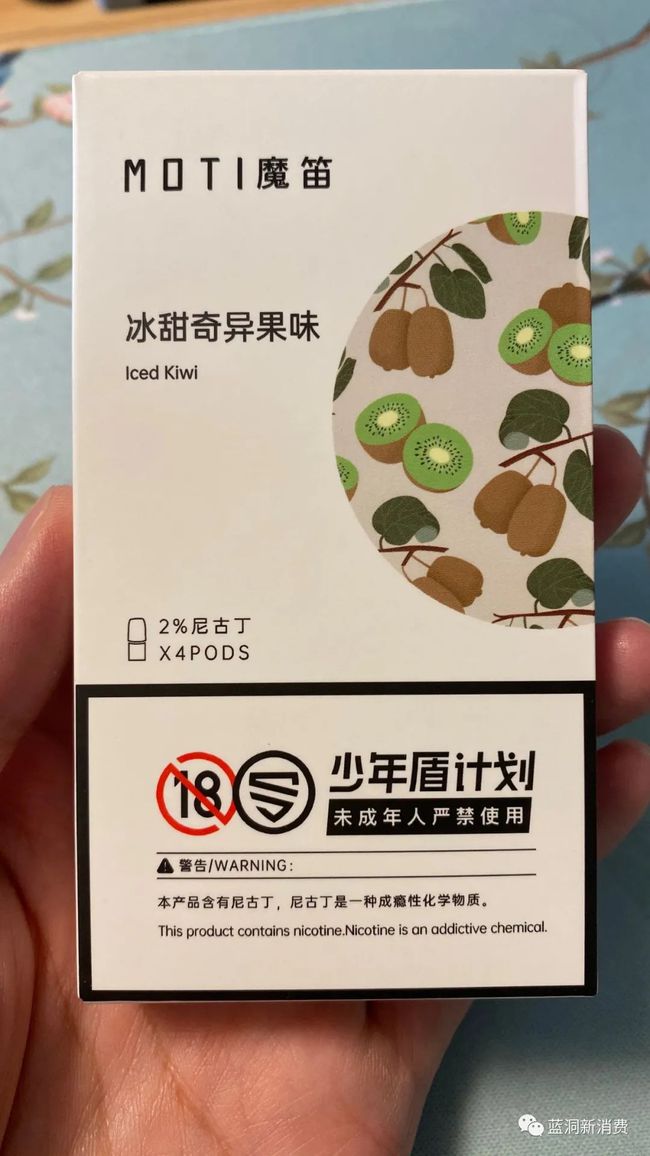 MOTI魔笛
冰甜奇异果味
Iced Kiwi
2%尼古丁
X4PODS
18
少年盾计划
未成年人严禁使用
警告/WARNING:
本产品含有尼古丁，尼古丁是一种成瘾性化学物质。
This product contains nicotine.Nicotine is an addictive chemical.
蓝洞新消费